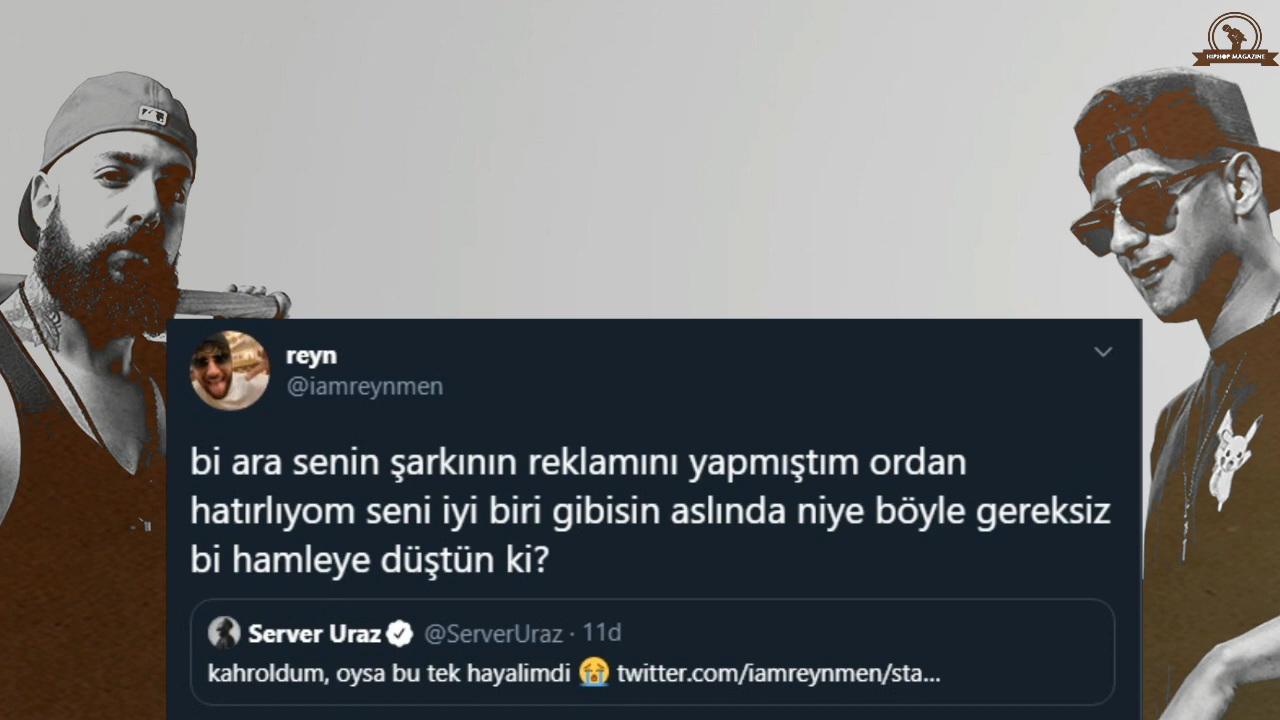 HIPHOP MAGAZINE
reyn
@iamreynmen
bi ara senin şarkının reklamını yapmıştım ordan
hatırlıyom seni iyi biri gibisin aslında niye böyle gereksiz
bi hamleye düştün ki?
Server Uraz @ServerUraz · 11d
kahroldum, oysa bu tek hayalimdi 😭 twitter.com/iamreynmen/sta...